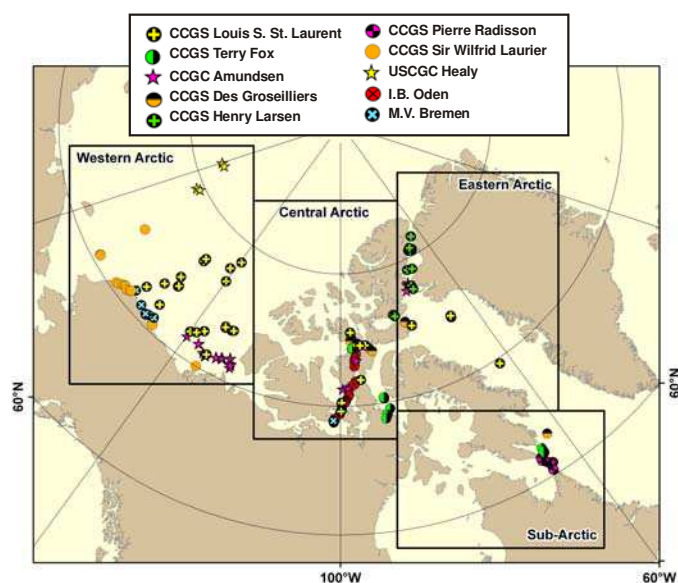 CCGS Louis S. St. Laurent
CCGS Terry Fox
CCGC Amundsen
CCGS Des Groseilliers
CCGS Henry Larsen
CCGS Pierre Radisson
CCGS Sir Wilfrid Laurier
USCGC Healy
I.B. Oden
M.V. Bremen
Western Arctic
Central Arctic
Eastern Arctic
60°N
60°N
Sub-Arctic
100°W
60°W